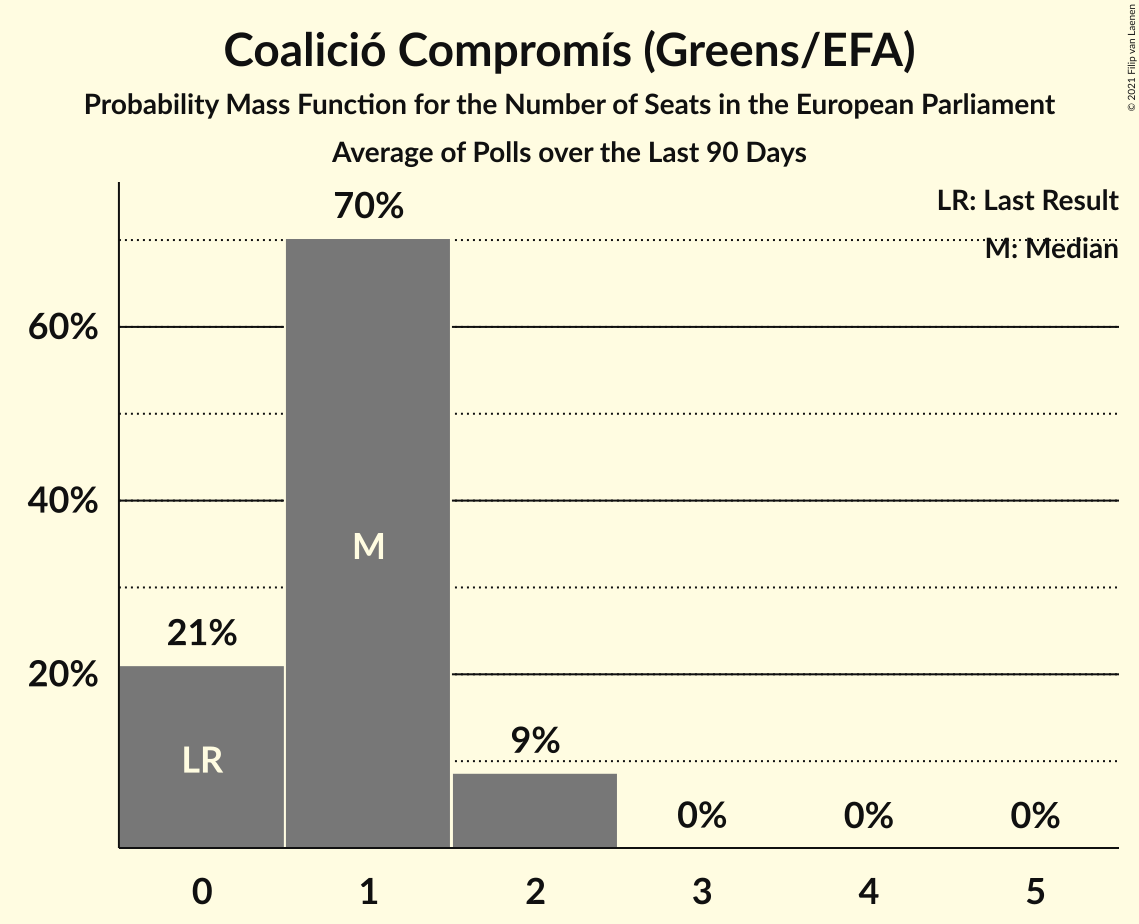 Coalició Compromís (Greens/EFA)
Probability Mass Function for the Number of Seats in the European Parliament
Average of Polls over the Last 90 Days
© 2021 Filip van Laenen
LR: Last Result
M: Median
70%
60%
40%
M
21%
20%
LR
9%
0%
0%
0%
0
1
2
3
4
5